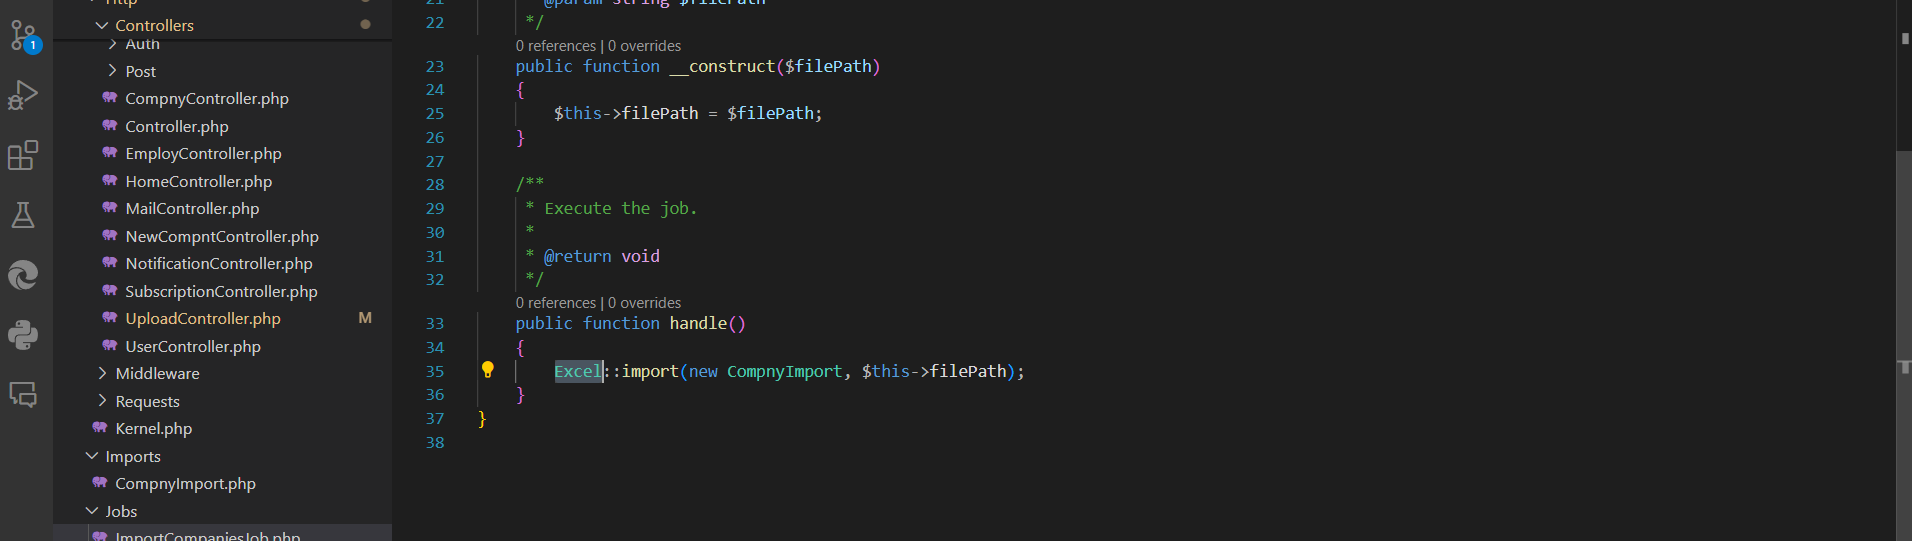 Http
Controllers
Auth
Post
CompnyController.php
Controller.php
EmployController.php
HomeController.php
MailController.php
NewCompntController.php
NotificationController.php
SubscriptionController.php
UploadController.php M
UserController.php
Middleware
Requests
Kernel.php
Imports
CompnyImport.php
Jobs
ImportCompaniesJob.php
1
21 * @param string $filePath
22 */
0 references | 0 overrides
23 public function __construct($filePath)
24 {
25 $this->filePath = $filePath;
26 }
27
28 /**
29 * Execute the job.
30 *
31 * @return void
32 */
0 references | 0 overrides
33 public function handle()
34 {
35 Excel::import(new CompnyImport, $this->filePath);
36 }
37 }
38